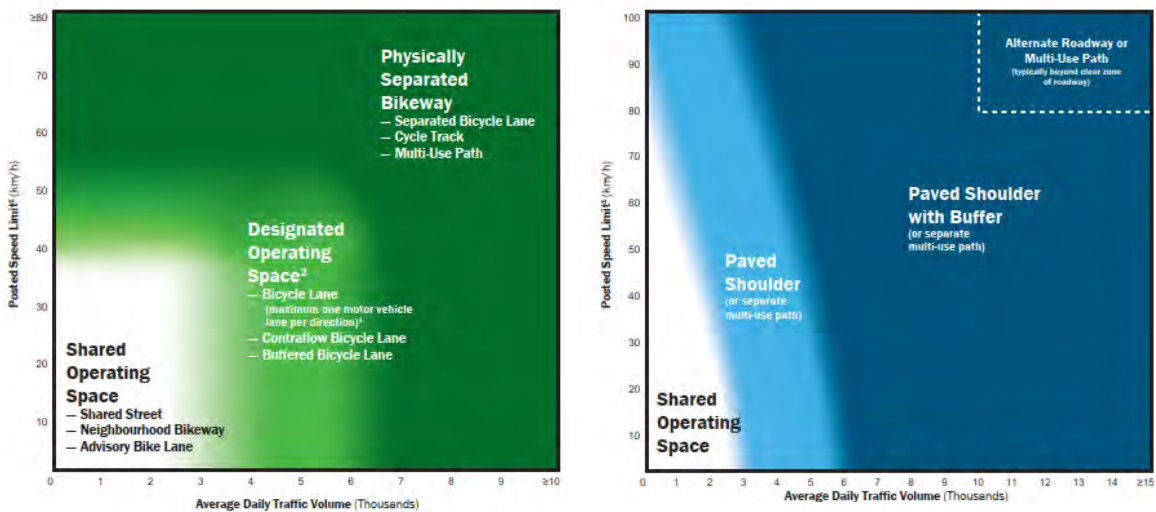 ≥80
70
60
50
40
30
20
10
Posted Speed Limit¹ (km/h)
Physically
Separated
Bikeway
— Separated Bicycle Lane
— Cycle Track
— Multi-Use Path
Designated
Operating
Space²
— Bicycle Lane
(maximum one motor vehicle
lane per direction)
— Contraflow Bicycle Lane
— Buffered Bicycle Lane
Shared
Operating
Space
— Shared Street
— Neighbourhood Bikeway
— Advisory Bike Lane
0 1 2 3 4 5 6 7 8 9 ≥10
Average Daily Traffic Volume (Thousands)
100
90
80
70
60
50
40
30
20
10
Posted Speed Limit¹ (km/h)
Alternate Roadway or
Multi-Use Path
(typically beyond clear zone
of roadway)
Paved Shoulder
with Buffer
(or separate
multi-use path)
Paved
Shoulder
(or separate
multi-use path)
Shared
Operating
Space
0 1 2 3 4 5 6 7 8 9 10 11 12 13 14 ≥15
Average Daily Traffic Volume (Thousands)